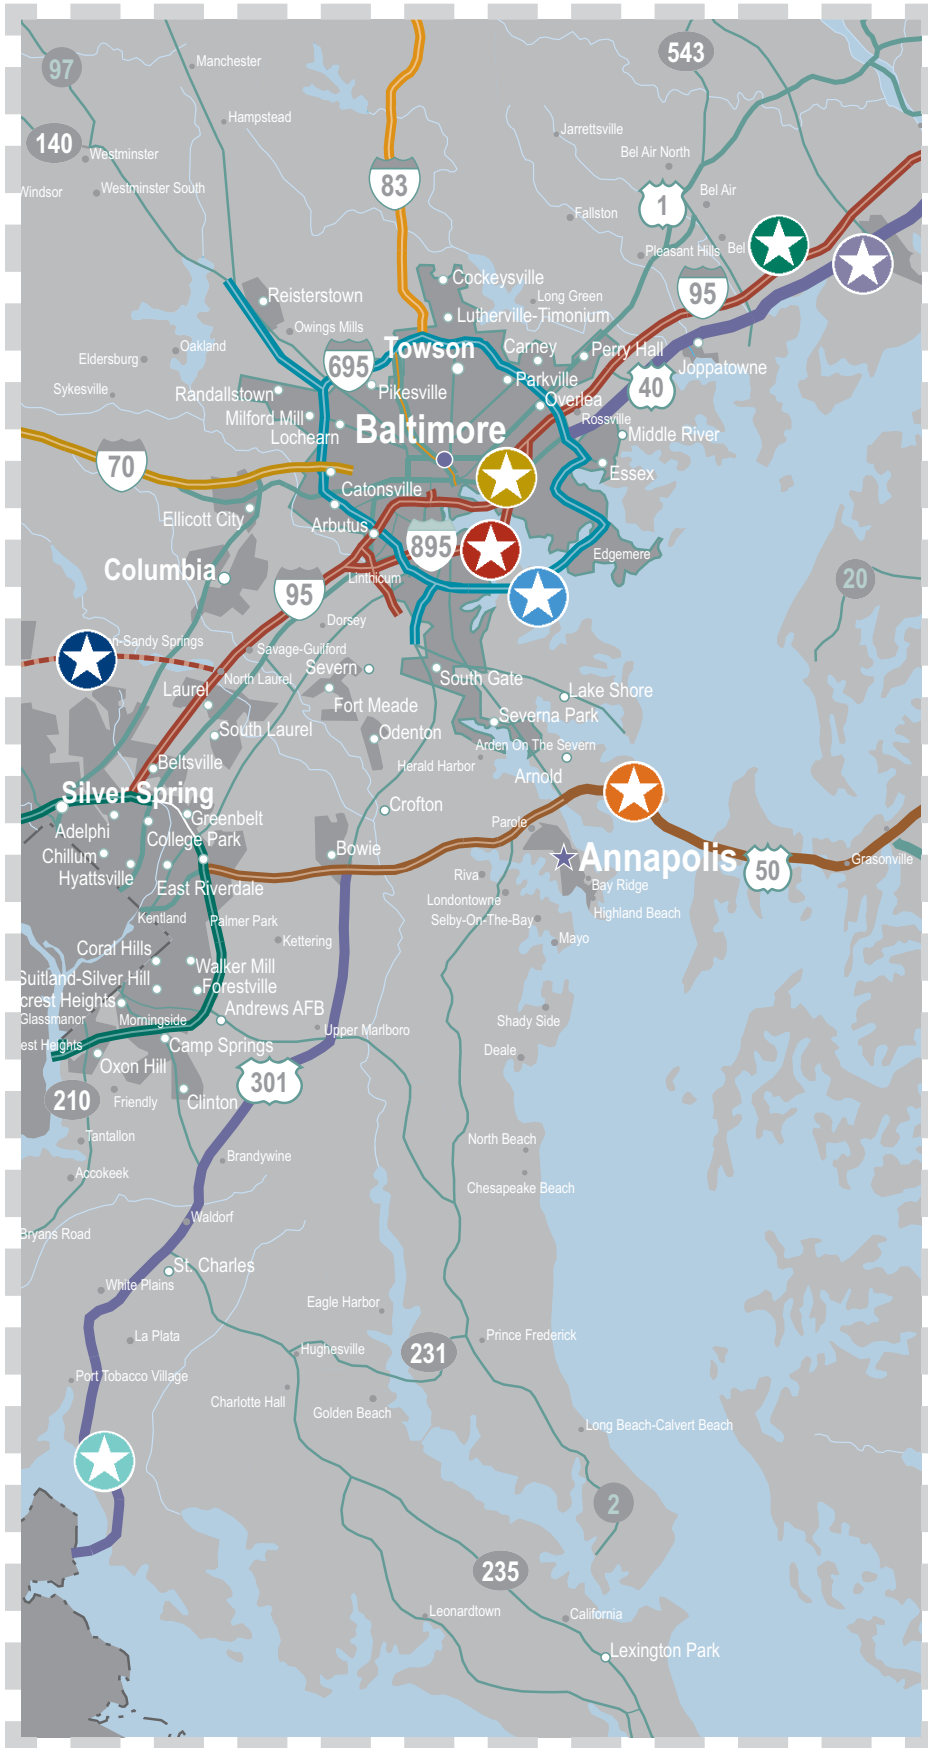 543
97
Manchester
Hampstead
Jarrettsville
140
Westminster
Bel Air North
Windsor
Westminster South
83
Bel Air
1
Fallston
Pleasant Hills
Bel
Cockeysville
95
Reisterstown
Long Green
Lutherville-Timonium
Owings Mills
Towson
Carney
Perry Hall
Oakland
Eldersburg
695
Joppatowne
Parkville
40
Sykesville
Randallstown
Pikesville
Overlea
Milford Mill
Rossville
Lochearn
Baltimore
Middle River
70
Essex
Catonsville
Ellicott City
Arbutus
895
Edgemere
Columbia
Linthicum
20
95
Dorsey
n-Sandy Springs
Savage-Guilford
Severn
North Laurel
South Gate
Laurel
Lake Shore
Fort Meade
Severna Park
South Laurel
Odenton
Arden On The Severn
Beltsville
Herald Harbor
Arnold
Silver Spring
Crofton
Greenbelt
Parole
Adelphi
College Park
Bowie
Chillum
Annapolis
Grasonville
50
Hyattsville
Riva
East Riverdale
Bay Ridge
Londontowne
Kentland
Palmer Park
Selby-On-The-Bay
Highland Beach
Coral Hills
Kettering
Mayo
Walker Mill
Suitland-Silver Hill
Forestville
crest Heights
Andrews AFB
Glassmanor
Morningside
Shady Side
Upper Marlboro
est Heights
Camp Springs
Deale
Oxon Hill
301
210
Friendly
Clinton
Tantallon
North Beach
Brandywine
Accokeek
Chesapeake Beach
Waldorf
Bryans Road
St. Charles
White Plains
Eagle Harbor
La Plata
Prince Frederick
Hughesville
231
Port Tobacco Village
Charlotte Hall
Golden Beach
Long Beach-Calvert Beach
2
235
Leonardtown
California
Lexington Park